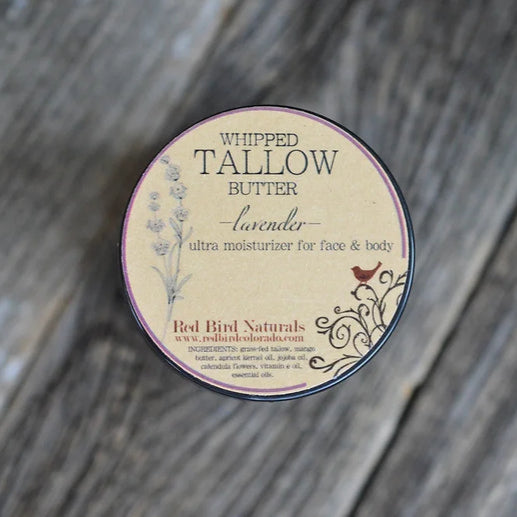 WHIPPED
TALLOW
BUTTER
-lavender-
ultra moisturizer for face & body
Red Bird Naturals
www.redbirdcolorado.com
INGREDIENTS: grass-fed tallow, mango
butter, apricot kernel oil, jojoba oil,
calendula flowers, vitamin e oil,
essential oils.